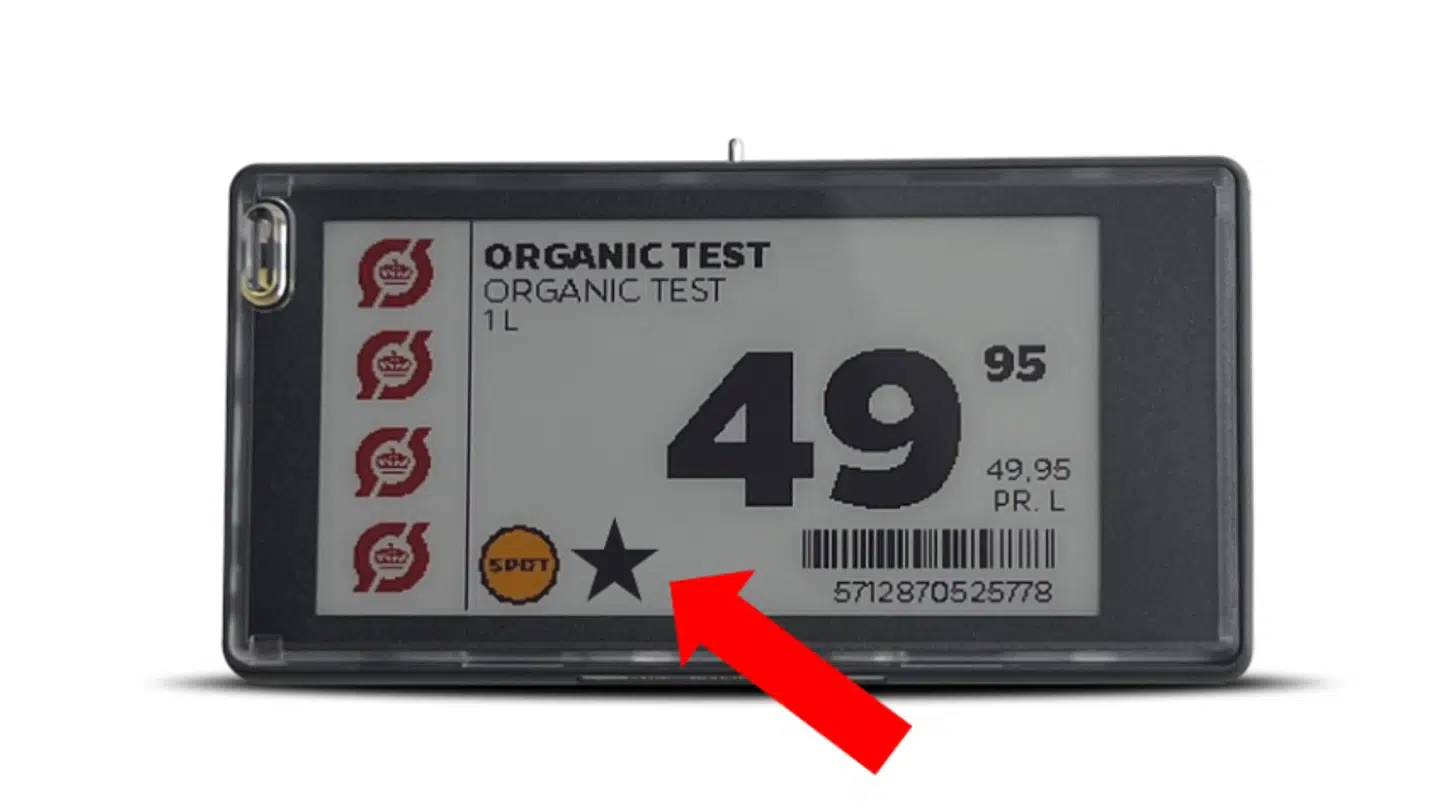 ORGANIC TEST
ORGANIC TEST
1 L
49 95
49,95
PR. L
SPOT
5712870525778